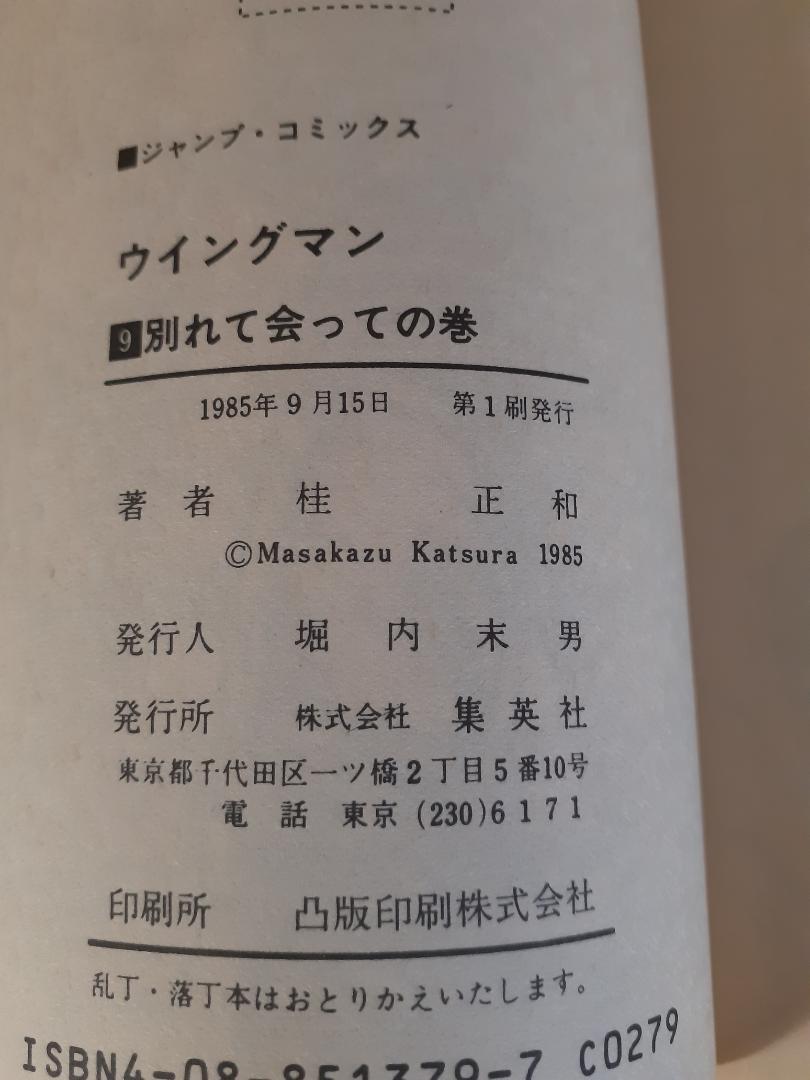 ■ジャンプ・コミックス
ウイングマン
9別れて会っての巻
1985年9月15日 第1刷発行
著者 桂正和
©Masakazu Katsura 1985
発行人 堀内末男
発行所 株式会社 集英社
東京都千代田区一ツ橋2丁目5番10号
電話 東京(230)6171
印刷所 凸版印刷株式会社
乱丁・落丁本はおとりかえいたします。
ISBN4-08-851379-7 C0279